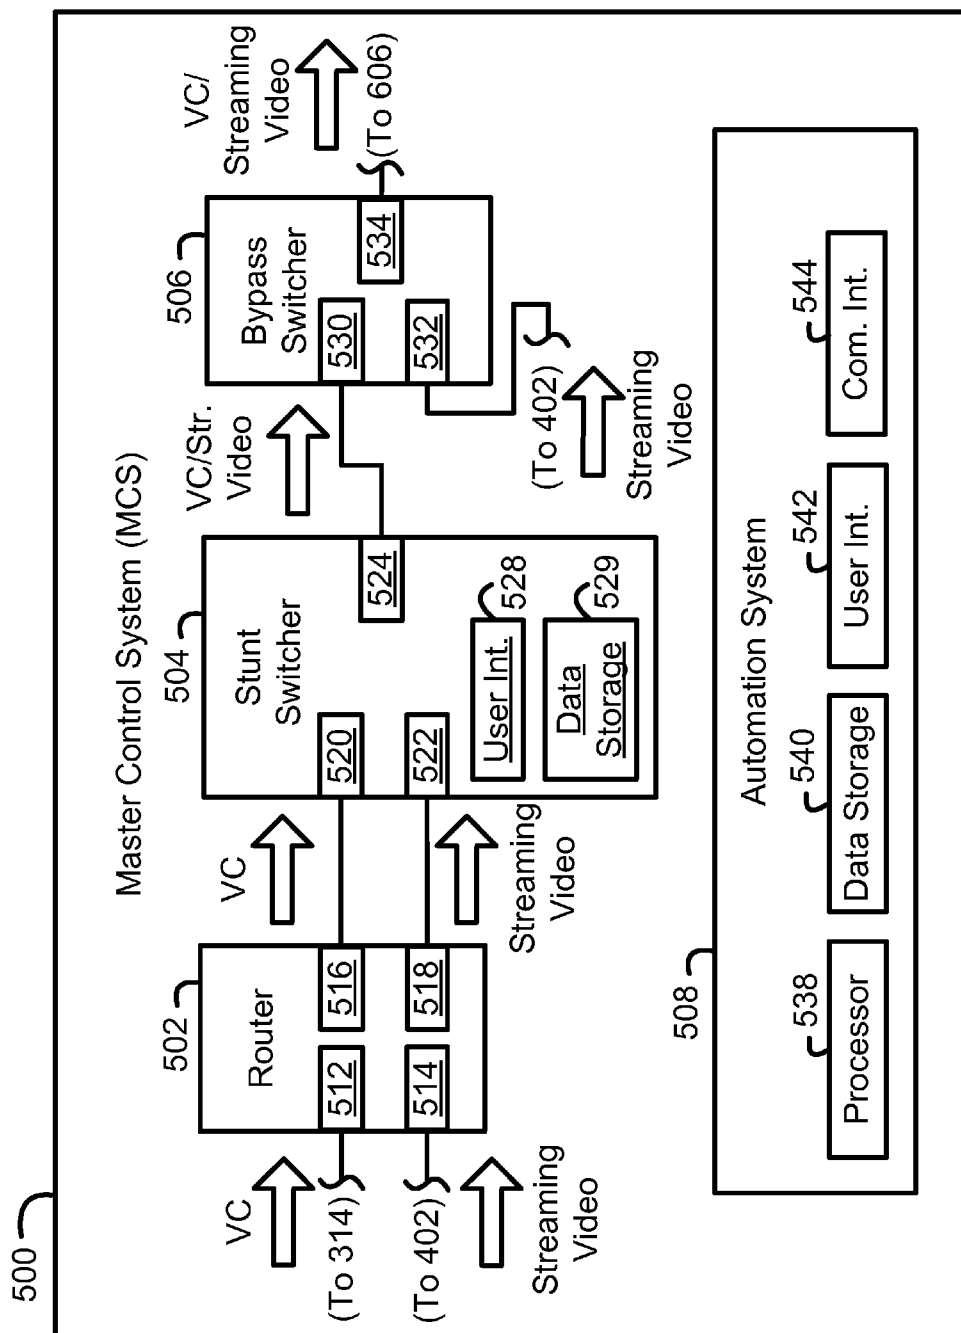 500
Master Control System (MCS)
502
Router
512
514
516
518
VC
(To 314)
(To 402)
Streaming
Video
VC
Streaming
Video
504
Stunt
Switcher
520
522
524
User Int.
528
Data
Storage
529
VC/Str.
Video
506
Bypass
Switcher
530
532
534
(To 402)
Streaming
Video
VC/
Streaming
Video
(To 606)
508
Automation System
Processor
538
Data Storage
540
User Int.
542
Com. Int.
544